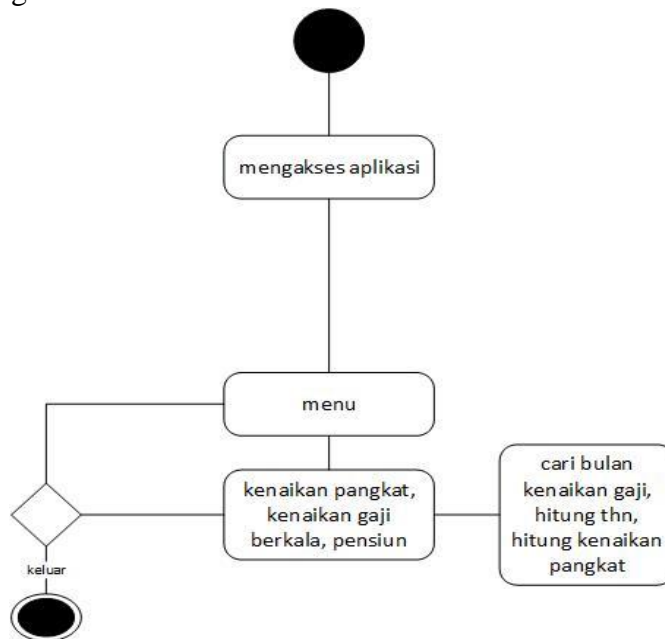 g
mengakses aplikasi
menu
kenaikan pangkat,
kenaikan gaji
berkala, pensiun
cari bulan
kenaikan gaji,
hitung thn,
hitung kenaikan
pangkat
keluar